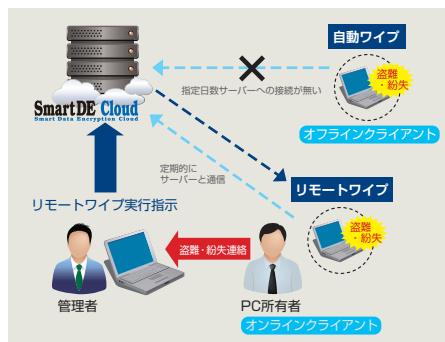 自動ワイプ
盗難
・紛失
指定日数サーバーへの接続が無い
SmartDE Cloud
Smart Data Encryption Cloud
オフラインクライアント
定期的に
サーバーと通信
リモートワイプ
リモートワイプ実行指示
盗難
・紛失
盗難・紛失連絡
管理者
PC所有者
オンラインクライアント